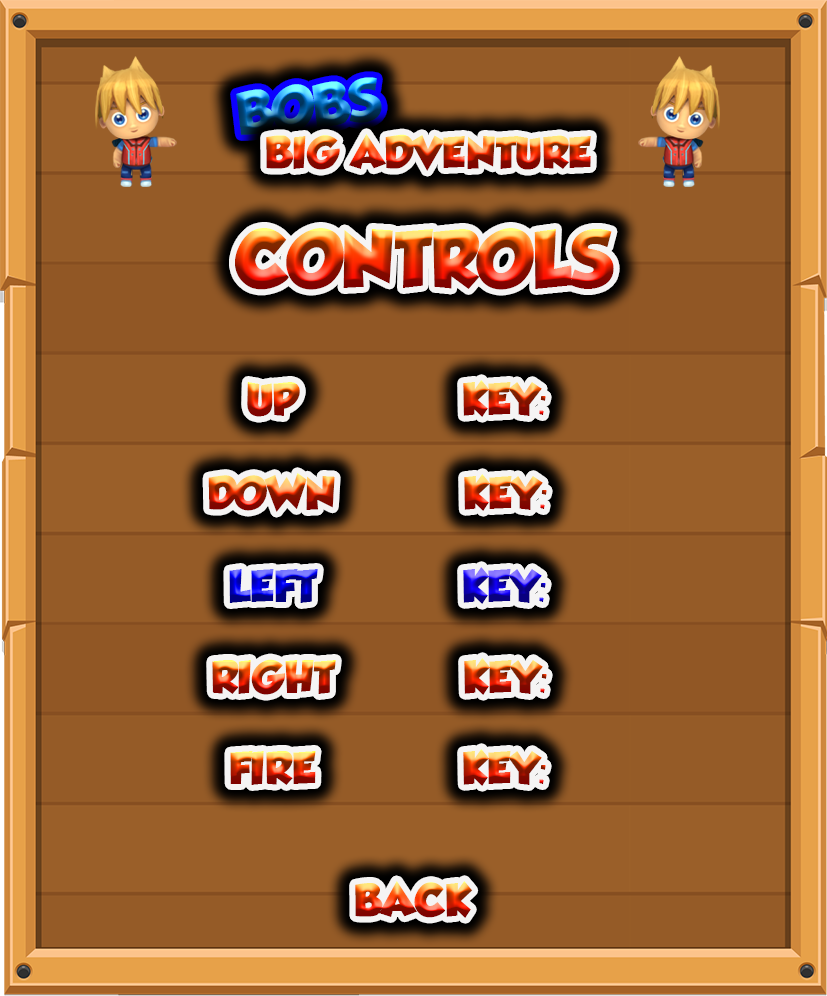 BOBS
BIG ADVENTURE
CONTROLS
UP KEY:
DOWN KEY:
LEFT KEY:
RIGHT KEY:
FIRE KEY:
BACK